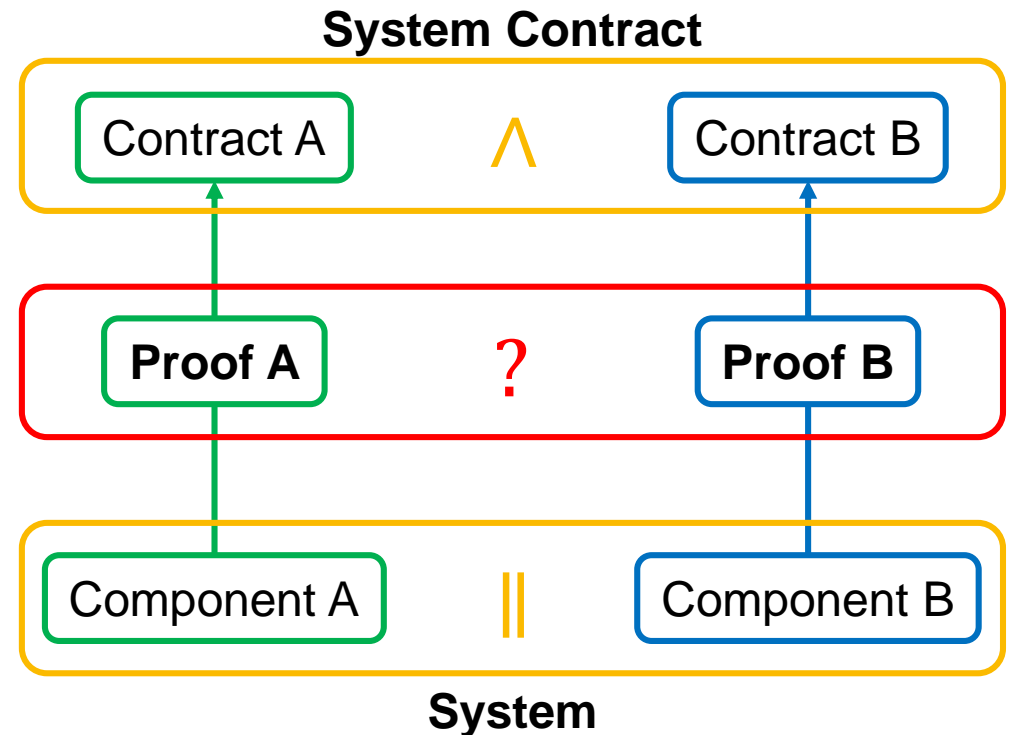 System Contract
Contract A ∧ Contract B
Proof A ? Proof B
Component A || Component B
System